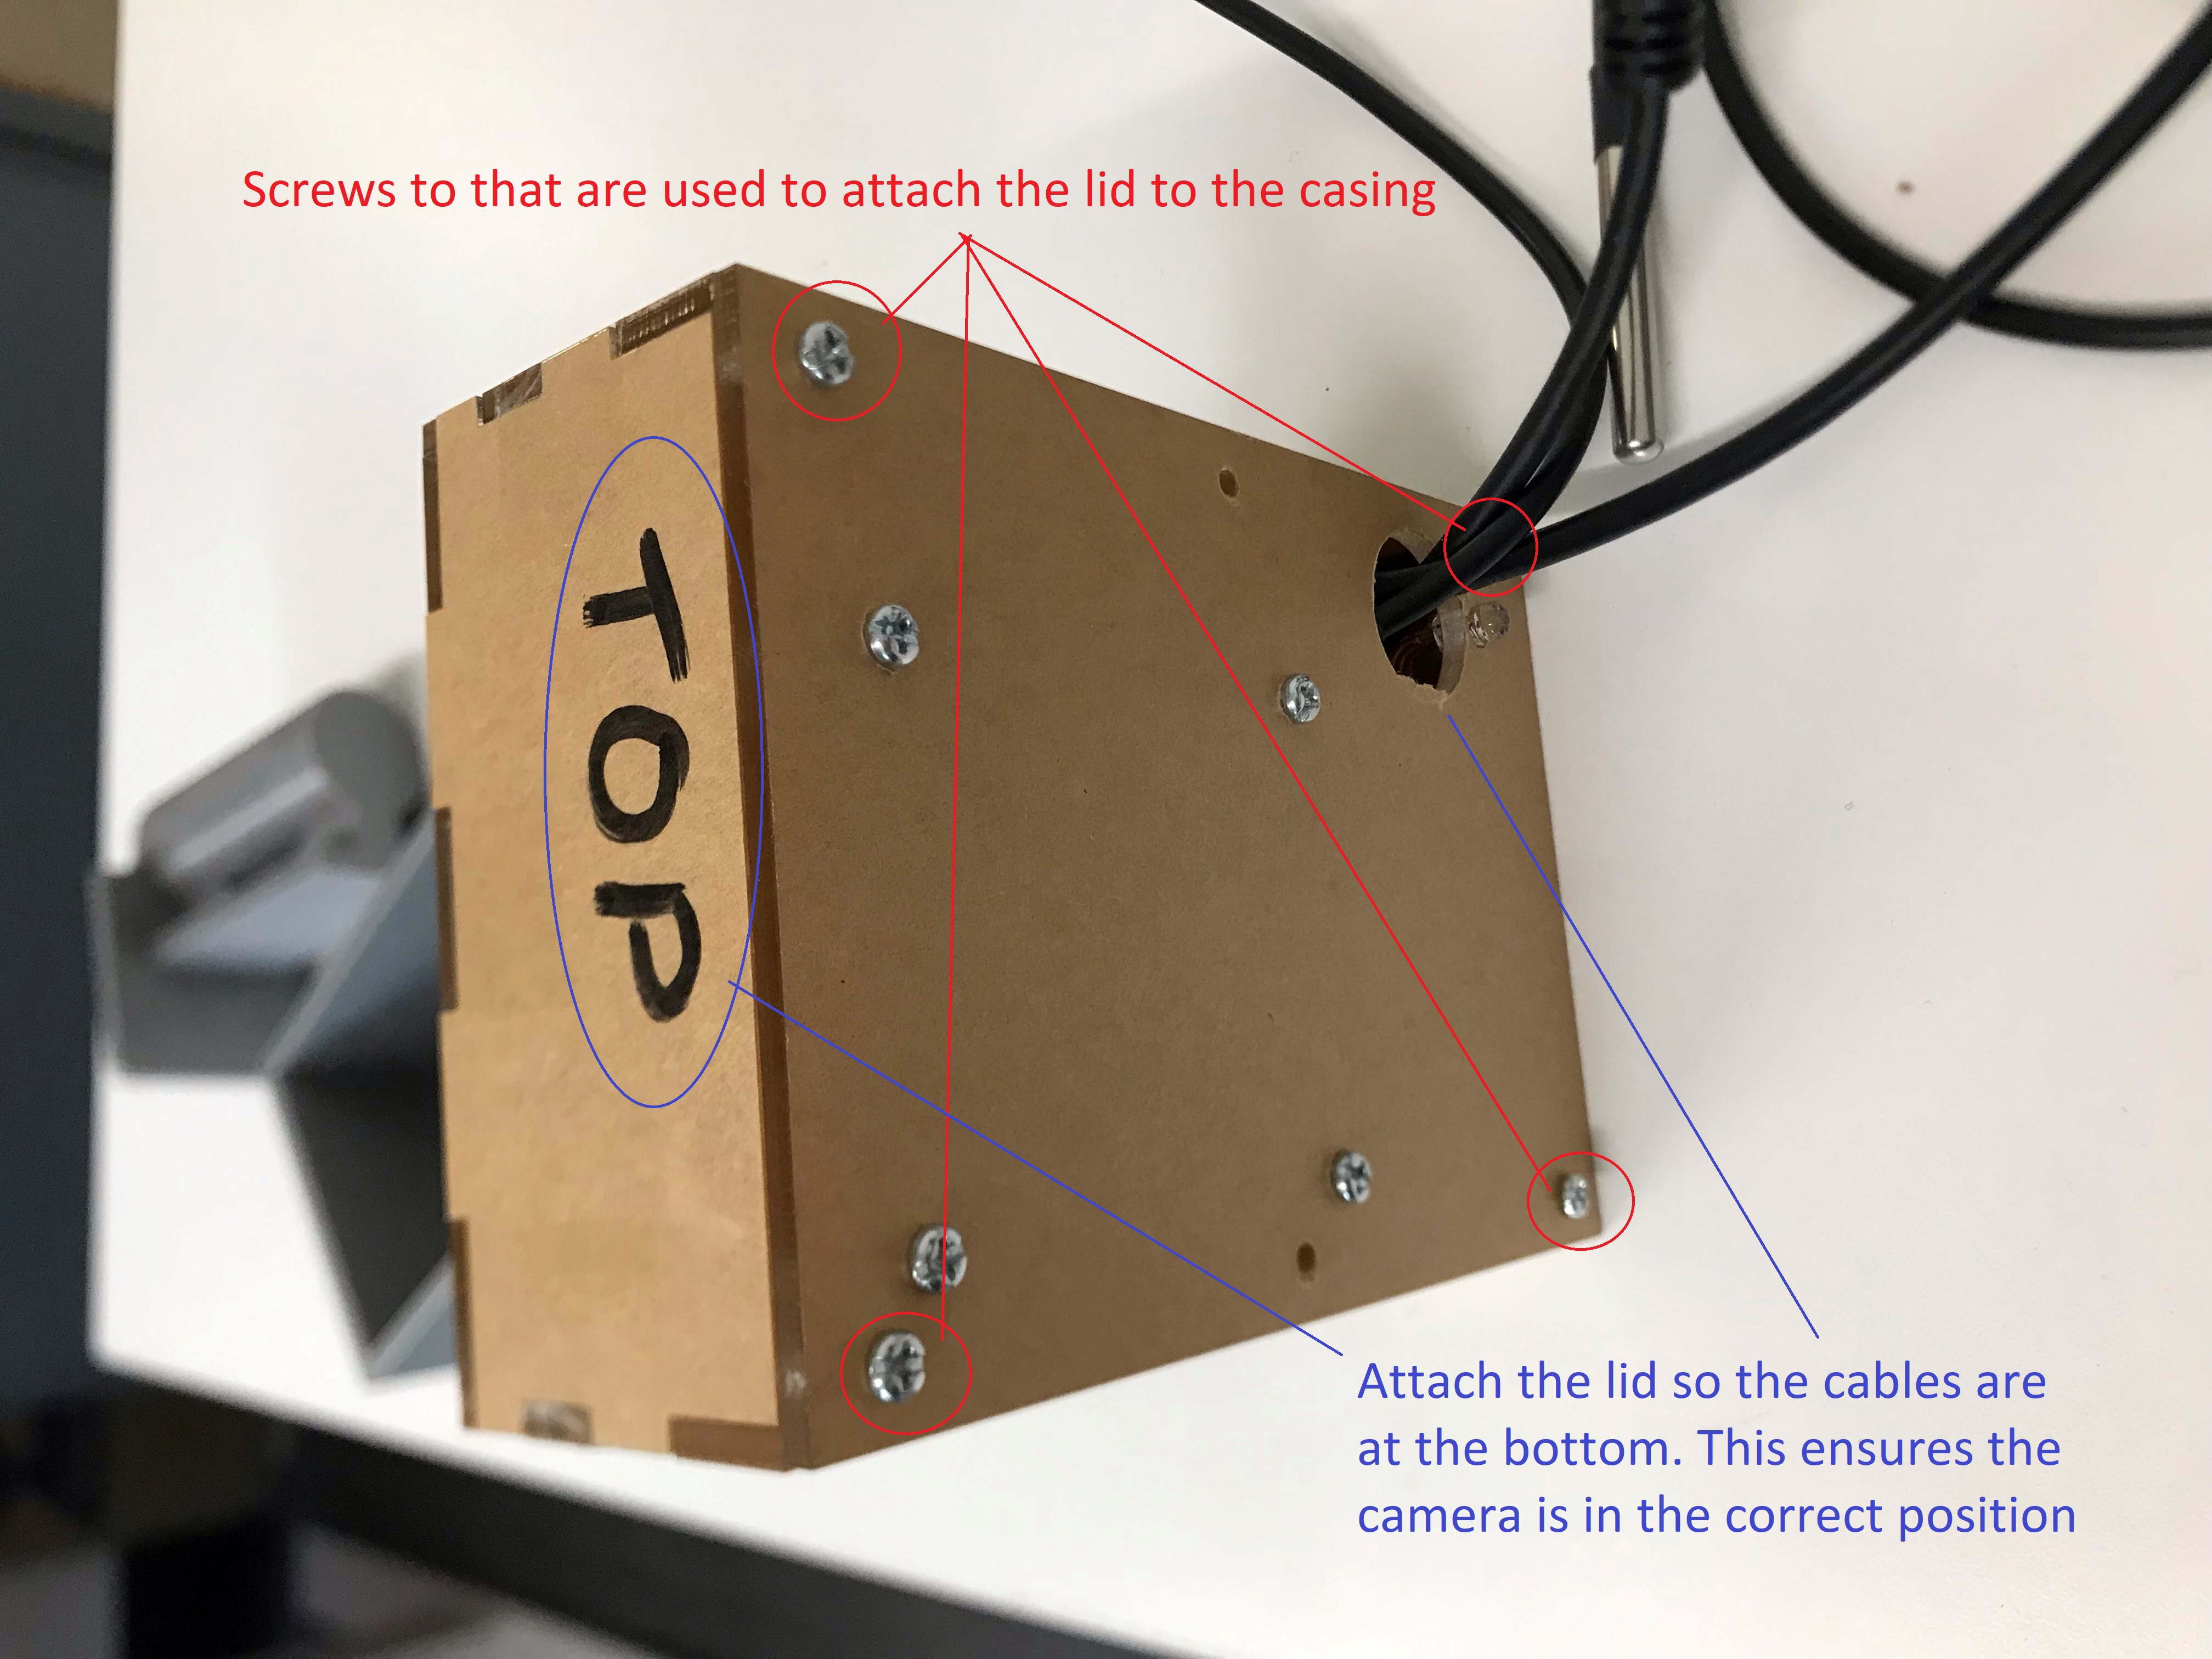 Screws to that are used to attach the lid to the casing
TOP
Attach the lid so the cables are
at the bottom. This ensures the
camera is in the correct position